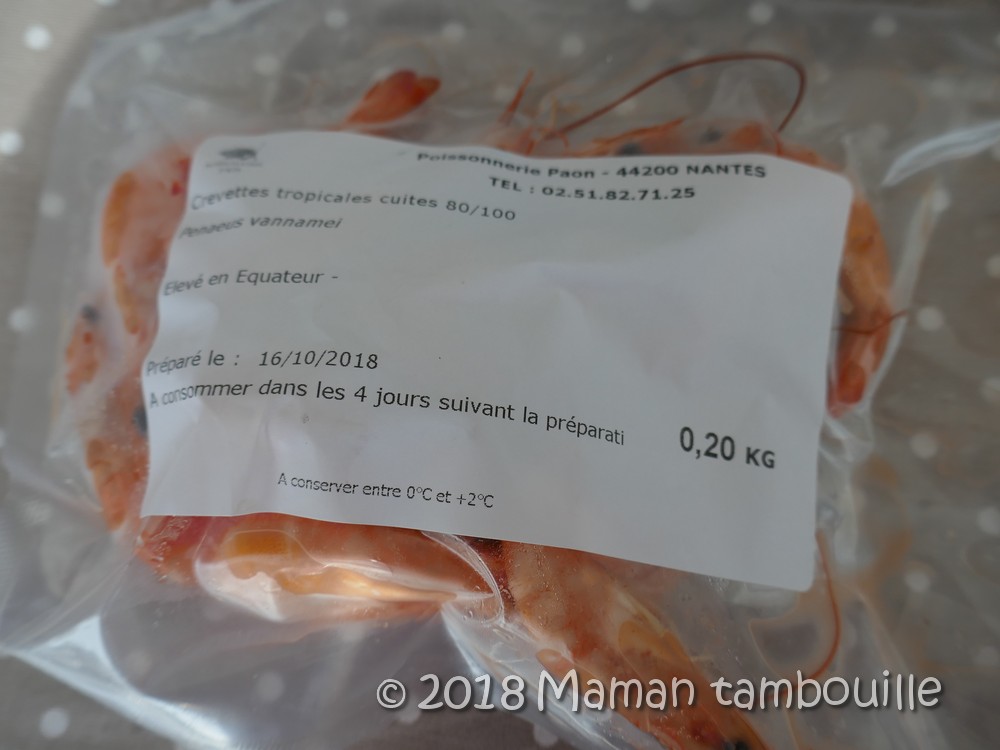 Poissonnerie Paon - 44200 NANTES
TEL : 02.51.82.71.25
Crevettes tropicales cuites 80/100
Penaeus vannamei
Elevé en Equateur -
Préparé le : 16/10/2018
A consommer dans les 4 jours suivant la préparati
0,20 KG
A conserver entre 0°C et +2°C
© 2018 Maman tambouille